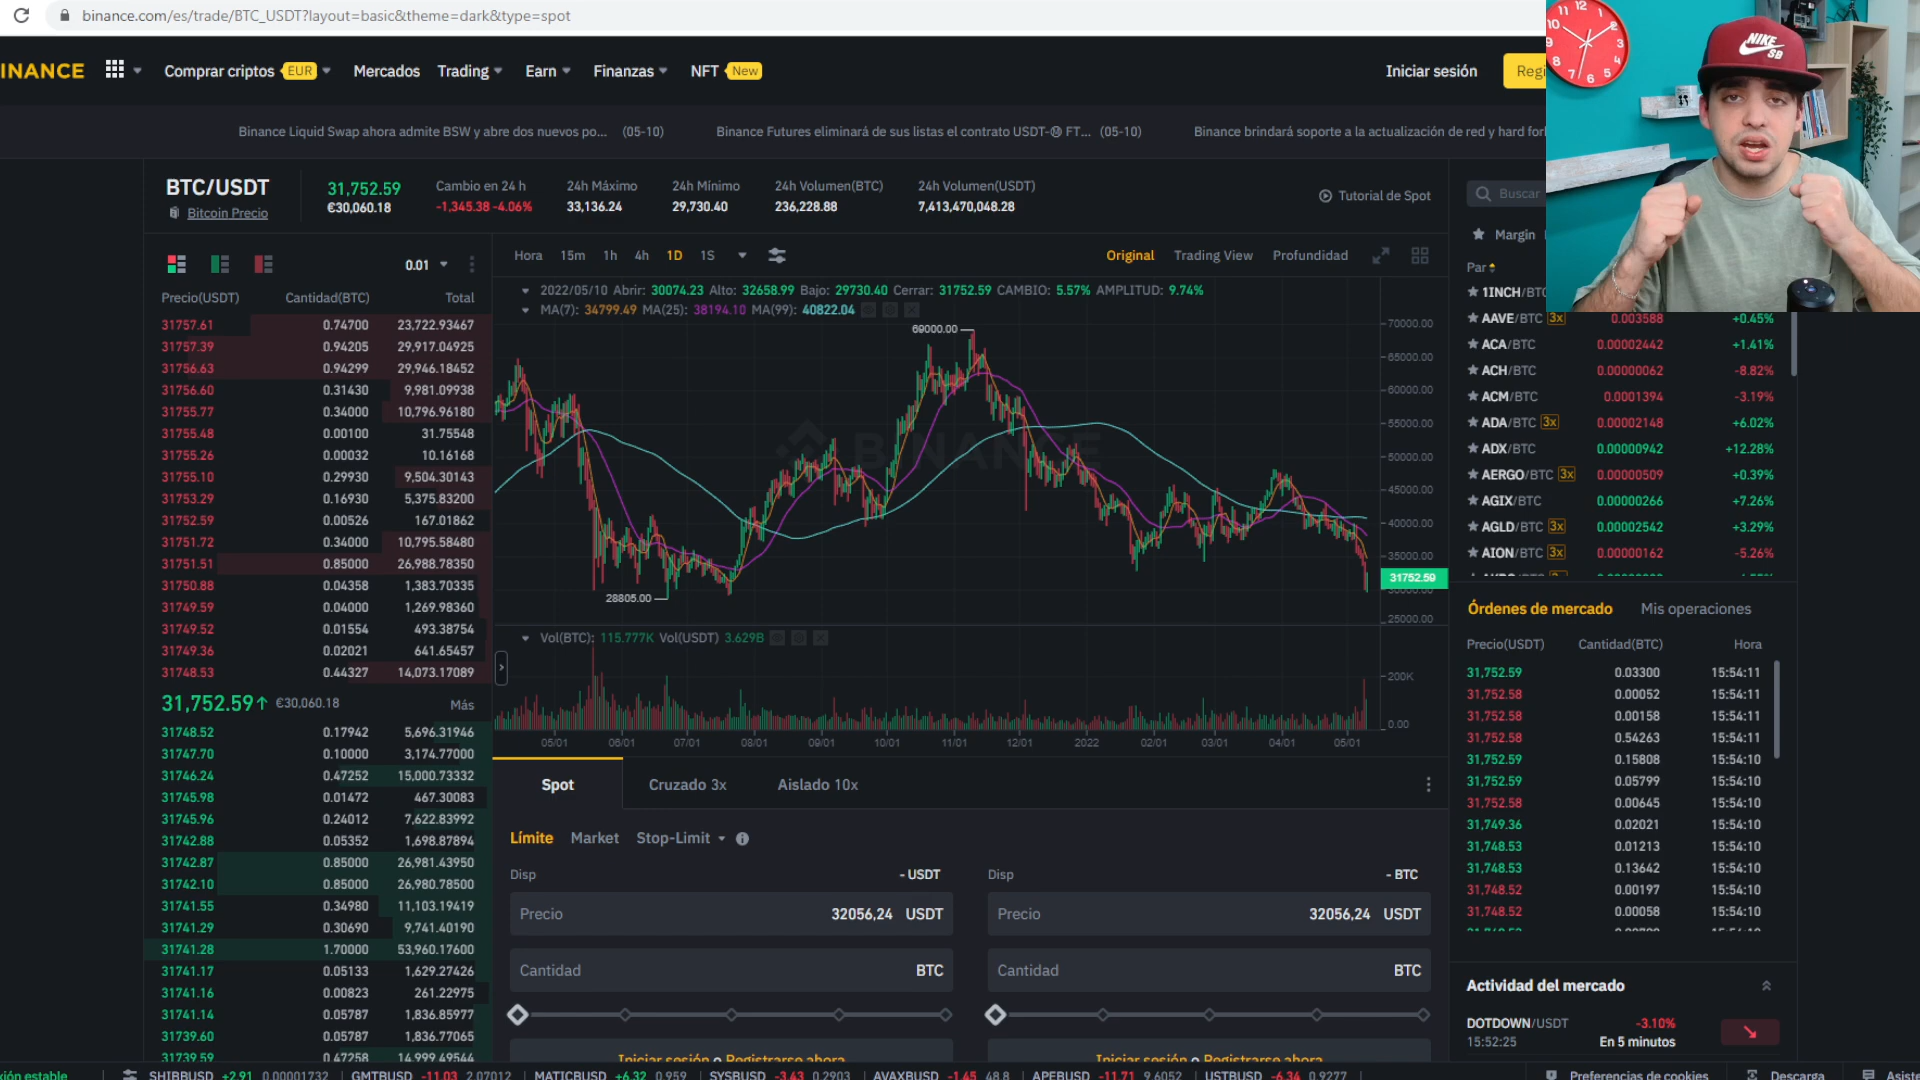 binance.com/es/trade/BTC_USDT?layout=basic&theme=dark&type=spot
INANCE Comprar criptos EUR Mercados Trading Earn Finanzas NFT New Iniciar sesión Regi
Binance Liquid Swap ahora admite BSW y abre dos nuevos po... (05-10) Binance Futures eliminará de sus listas el contrato USDT-Ⓜ FT... (05-10) Binance brindará soporte a la actualización de red y hard for
BTC/USDT 31,752.59 Cambio en 24 h 24h Máximo 24h Mínimo 24h Volumen(BTC) 24h Volumen(USDT) Tutorial de Spot Buscar
Bitcoin Precio €30,060.18 -1,345.38 -4.06% 33,136.24 29,730.40 236,228.88 7,413,470,048.28
0.01
Precio(USDT) Cantidad(BTC) Total
31757.61 0.74700 23,722.93467
31757.39 0.94205 29,917.04925
31756.63 0.94299 29,946.18452
31756.60 0.31430 9,981.09938
31755.77 0.34000 10,796.96180
31755.48 0.00100 31.75548
31755.26 0.00032 10.16168
31755.10 0.29930 9,504.30143
31753.29 0.16930 5,375.83200
31752.59 0.00526 167.01862
31751.72 0.34000 10,795.58480
31751.51 0.85000 26,988.78350
31750.88 0.04358 1,383.70335
31749.59 0.04000 1,269.98360
31749.52 0.01554 493.38754
31749.36 0.02021 641.65457
31748.53 0.44327 14,073.17089
31,752.59↑ €30,060.18 Más
31748.52 0.17942 5,696.31946
31747.70 0.10000 3,174.77000
31746.24 0.47252 15,000.73332
31745.98 0.01472 467.30083
31745.96 0.24012 7,622.83992
31742.88 0.05352 1,698.87894
31742.87 0.85000 26,981.43950
31742.10 0.85000 26,980.78500
31741.55 0.34980 11,103.19419
31741.29 0.30690 9,741.40190
31741.28 1.70000 53,960.17600
31741.17 0.05133 1,629.27426
31741.16 0.00823 261.22975
31741.14 0.05787 1,836.85977
31739.60 0.05787 1,836.77065
31739.59 0.47258 14,999.49544
Hora 15m 1h 4h 1D 1S Original Trading View Profundidad
2022/05/10 Abrir: 30074.23 Alto: 32658.99 Bajo: 29730.40 Cerrar: 31752.59 CAMBIO: 5.57% AMPLITUD: 9.74%
MA(7): 34799.49 MA(25): 38194.10 MA(99): 40822.04
69000.00
28805.00
BINANCE
70000.00
65000.00
60000.00
55000.00
50000.00
45000.00
40000.00
35000.00
31752.59
30000.00
25000.00
Vol(BTC): 115.777K Vol(USDT) 3.629B
200K
0.00
05/01 06/01 07/01 08/01 09/01 10/01 11/01 12/01 2022 02/01 03/01 04/01 05/01
Spot Cruzado 3x Aislado 10x
Límite Market Stop-Limit
Disp - USDT Disp - BTC
Precio 32056,24 USDT Precio 32056,24 USDT
Cantidad BTC Cantidad BTC
Iniciar sesión o Registrarse ahora Iniciar sesión o Registrarse ahora
Margin
Par
1INCH/BTC
AAVE/BTC 3x 0.003588 +0.45%
ACA/BTC 0.00002442 +1.41%
ACH/BTC 0.00000062 -8.82%
ACM/BTC 0.0001394 -3.19%
ADA/BTC 3x 0.00002148 +6.02%
ADX/BTC 0.00000942 +12.28%
AERGO/BTC 3x 0.00000509 +0.39%
AGIX/BTC 0.00000266 +7.26%
AGLD/BTC 3x 0.00002542 +3.29%
AION/BTC 3x 0.00000162 -5.26%
Órdenes de mercado Mis operaciones
Precio(USDT) Cantidad(BTC) Hora
31,752.59 0.03300 15:54:11
31,752.58 0.00052 15:54:11
31,752.58 0.00158 15:54:11
31,752.58 0.54263 15:54:11
31,752.59 0.15808 15:54:10
31,752.59 0.05799 15:54:10
31,752.58 0.00645 15:54:10
31,749.36 0.02021 15:54:10
31,748.53 0.01213 15:54:10
31,748.53 0.13642 15:54:10
31,748.52 0.00197 15:54:10
31,748.52 0.00058 15:54:10
Actividad del mercado
DOTDOWN/USDT -3.10%
15:52:25 En 5 minutos
xión estable SHIBBUSD +2.91 0.00001732 GMTBUSD -11.03 2.07012 MATICBUSD +6.32 0.959 SYSBUSD -3.43 0.2903 AVAXBUSD -1.45 48.8 APEBUSD -11.71 9.6052 USTBUSD -6.34 0.9277 Preferencias de cookies Descarga Asiste
NIKE
SB
11 12 1 2 3 4 5 6 7 8 9 10